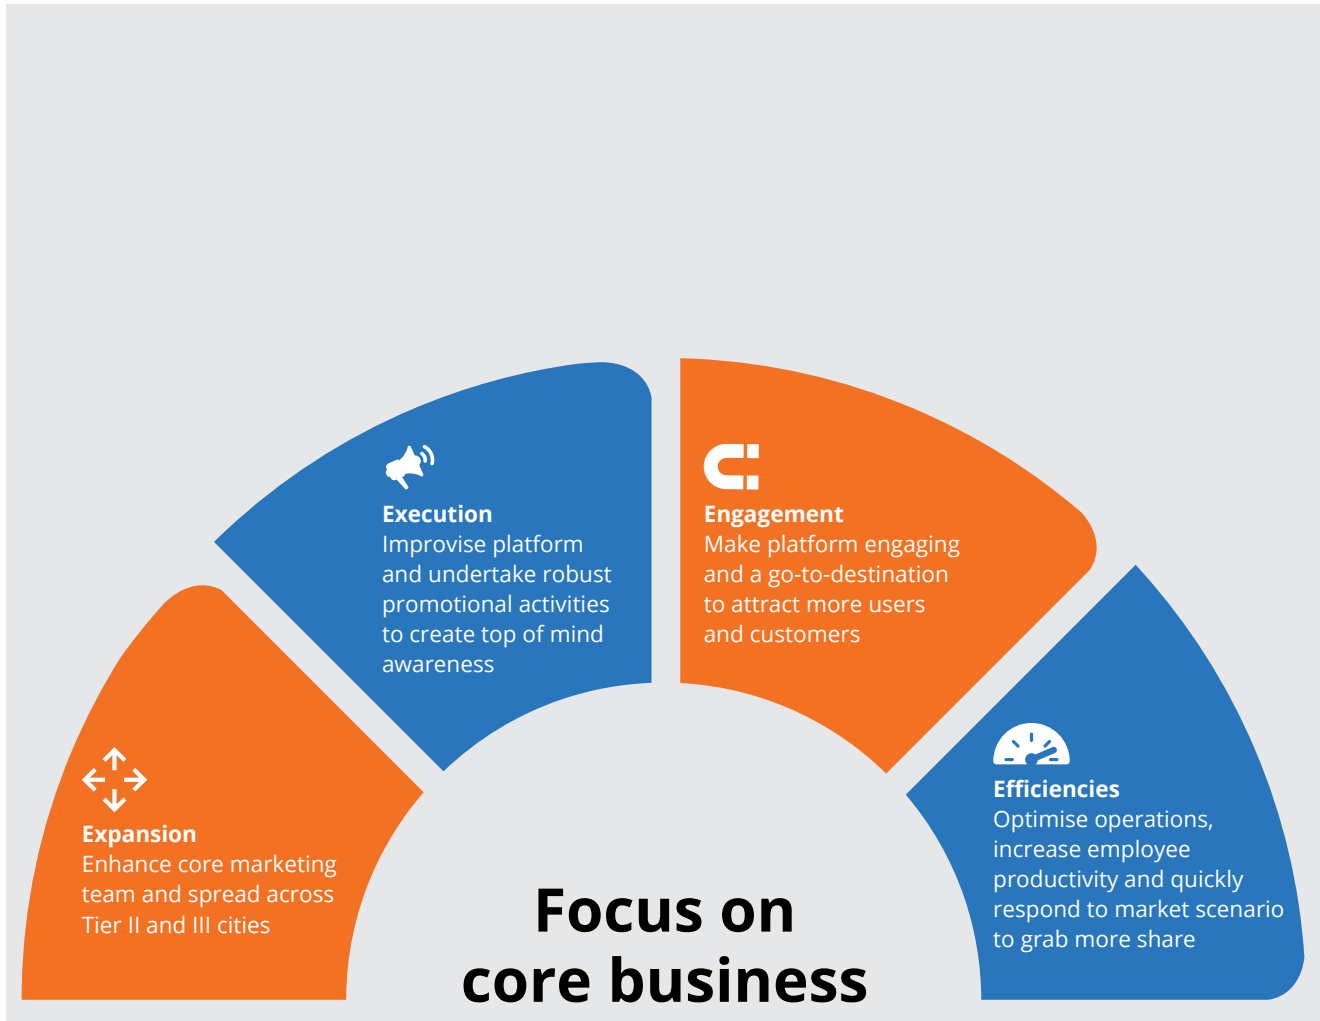 Execution
Improvise platform
and undertake robust
promotional activities
to create top of mind
awareness
Engagement
Make platform engaging
and a go-to-destination
to attract more users
and customers
Expansion
Enhance core marketing
team and spread across
Tier II and III cities
Efficiencies
Optimise operations,
increase employee
productivity and quickly
respond to market scenario
to grab more share
Focus on
core business